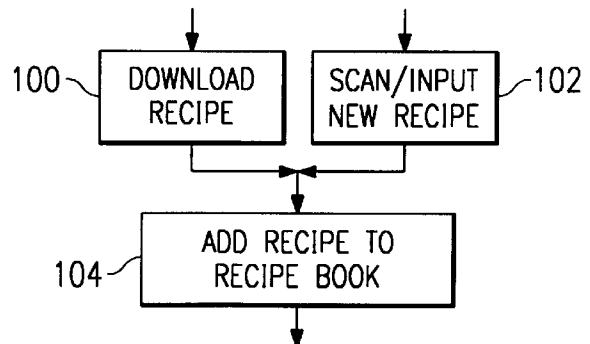 100
DOWNLOAD
RECIPE
SCAN/INPUT
NEW RECIPE
102
104
ADD RECIPE TO
RECIPE BOOK